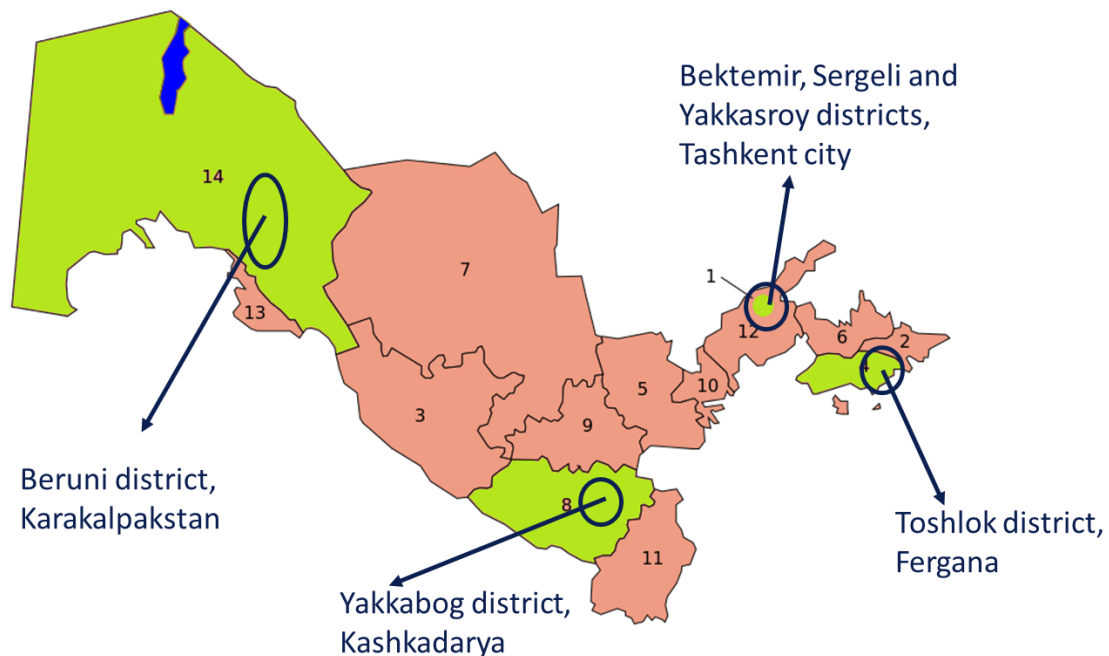 Bektemir, Sergeli and
Yakkasroy districts,
Tashkent city
14
7
1
13
12
6
2
4
10
5
3
9
8
11
Beruni district,
Karakalpakstan
Toshlok district,
Fergana
Yakkabog district,
Kashkadarya